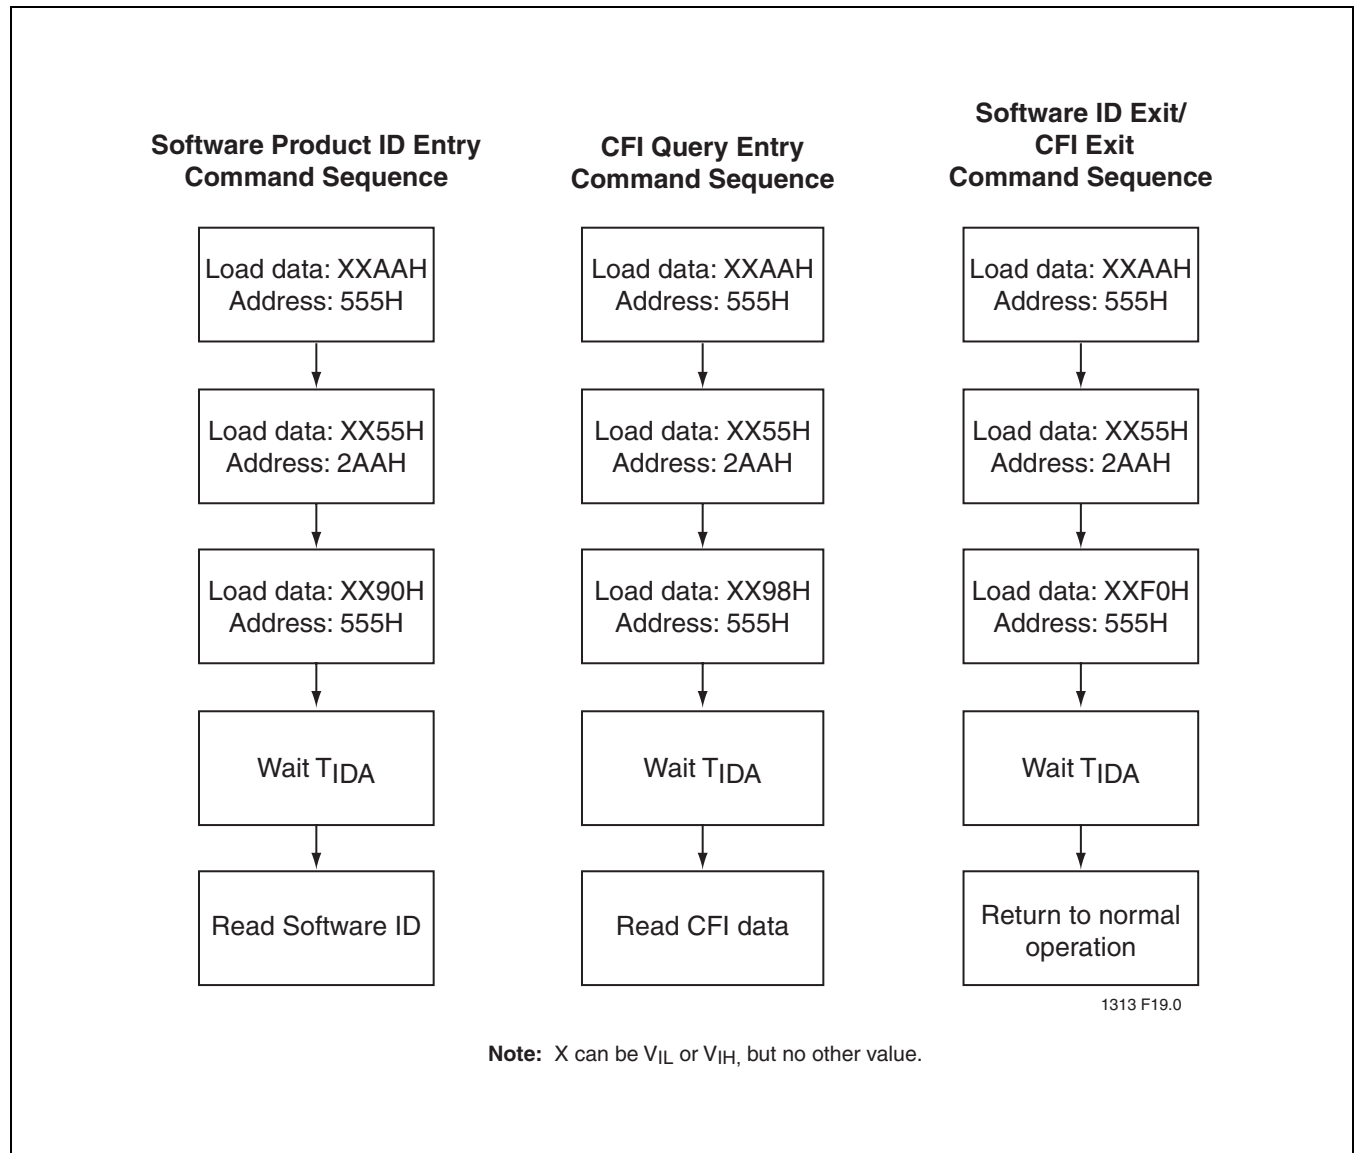 Software Product ID Entry
Command Sequence
Load data: XXAAH
Address: 555H
Load data: XX55H
Address: 2AAH
Load data: XX90H
Address: 555H
Wait TIDA
Read Software ID
CFI Query Entry
Command Sequence
Load data: XXAAH
Address: 555H
Load data: XX55H
Address: 2AAH
Load data: XX98H
Address: 555H
Wait TIDA
Read CFI data
Software ID Exit/
CFI Exit
Command Sequence
Load data: XXAAH
Address: 555H
Load data: XX55H
Address: 2AAH
Load data: XXF0H
Address: 555H
Wait TIDA
Return to normal
operation
1313 F19.0
Note: X can be VIL or VIH, but no other value.